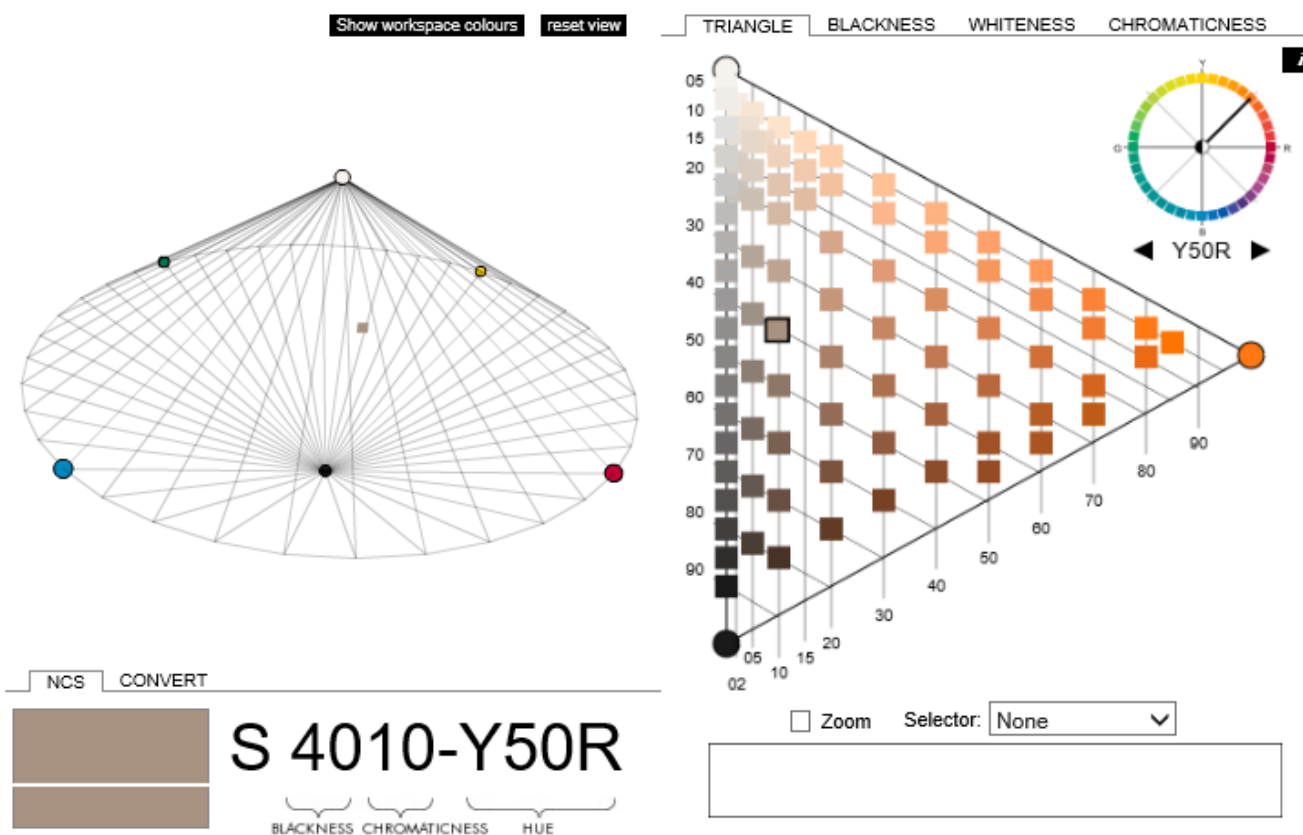 Show workspace colours
reset view
TRIANGLE
BLACKNESS
WHITENESS
CHROMATICNESS
i
Y
G
R
B
Y50R
05
10
15
20
30
40
50
60
70
80
90
02
05
10
15
20
30
40
50
60
70
80
90
NCS
CONVERT
S 4010-Y50R
BLACKNESS
CHROMATICNESS
HUE
Zoom
Selector:
None